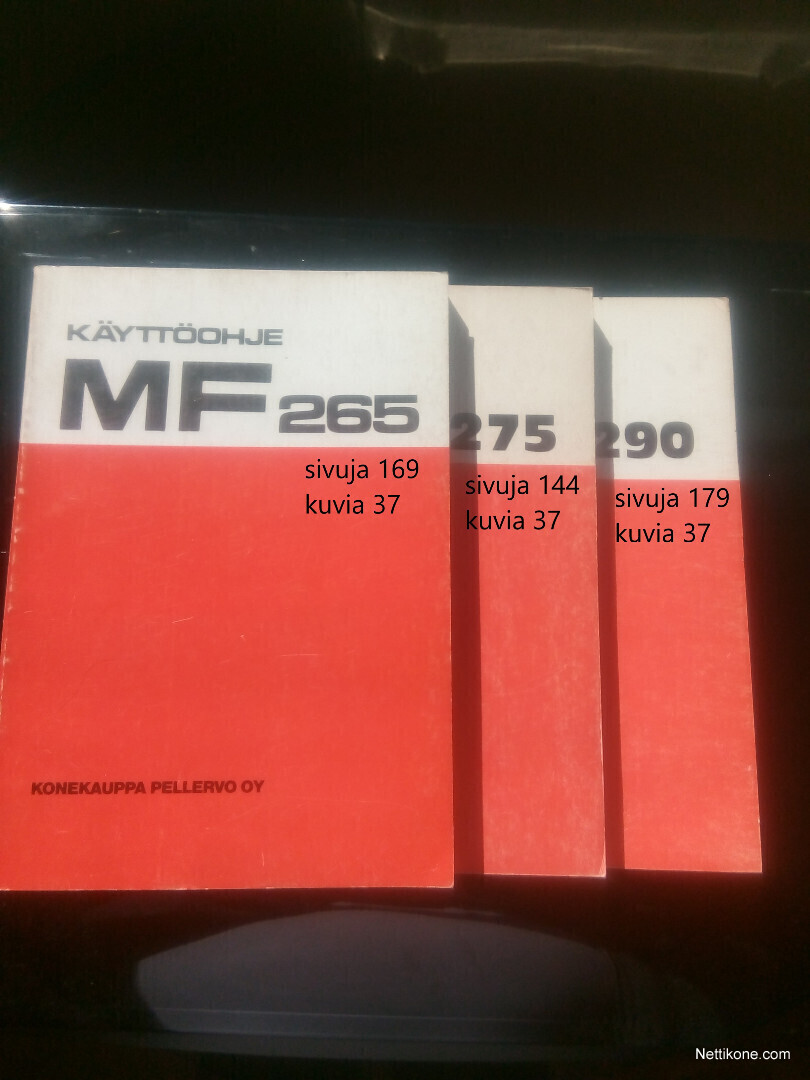 KÄYTTÖOHJE
MF 265
sivuja 169
kuvia 37
KONEKAUPPA PELLERVO OY
275
sivuja 144
kuvia 37
290
sivuja 179
kuvia 37
Nettikone.com